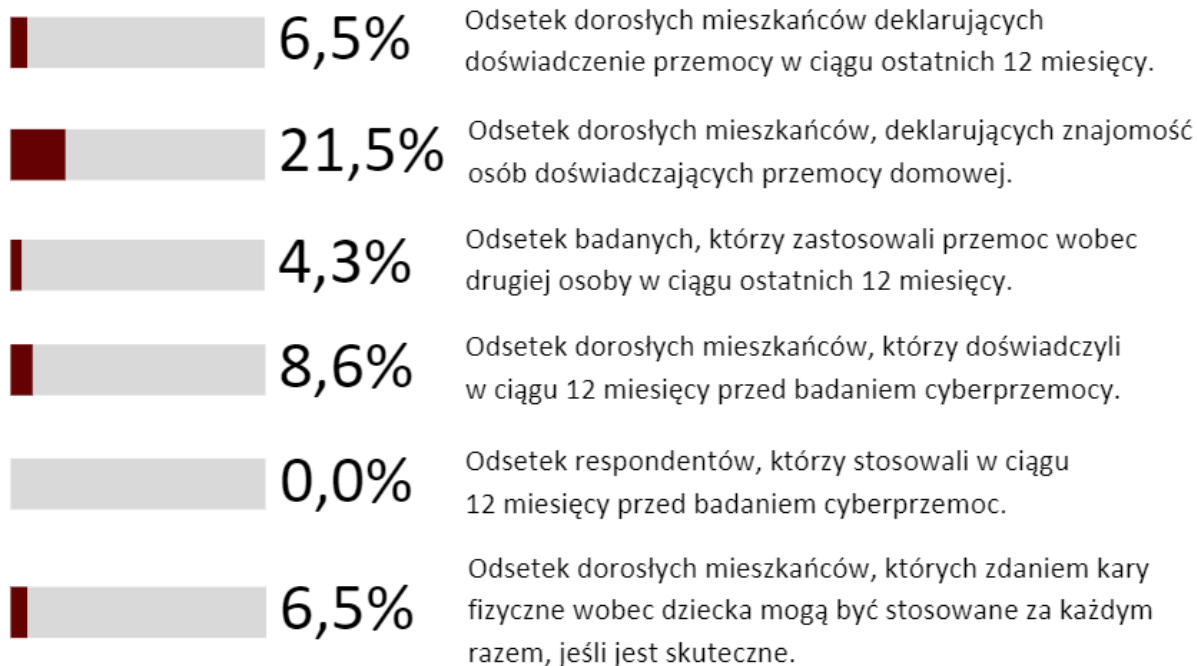 6,5%
Odsetek dorosłych mieszkańców deklarujących
doświadczenie przemocy w ciągu ostatnich 12 miesięcy.
21,5%
Odsetek dorosłych mieszkańców, deklarujących znajomość
osób doświadczających przemocy domowej.
4,3%
Odsetek badanych, którzy zastosowali przemoc wobec
drugiej osoby w ciągu ostatnich 12 miesięcy.
8,6%
Odsetek dorosłych mieszkańców, którzy doświadczyli
w ciągu 12 miesięcy przed badaniem cyberprzemocy.
0,0%
Odsetek respondentów, którzy stosowali w ciągu
12 miesięcy przed badaniem cyberprzemoc.
6,5%
Odsetek dorosłych mieszkańców, których zdaniem kary
fizyczne wobec dziecka mogą być stosowane za każdym
razem, jeśli jest skuteczne.